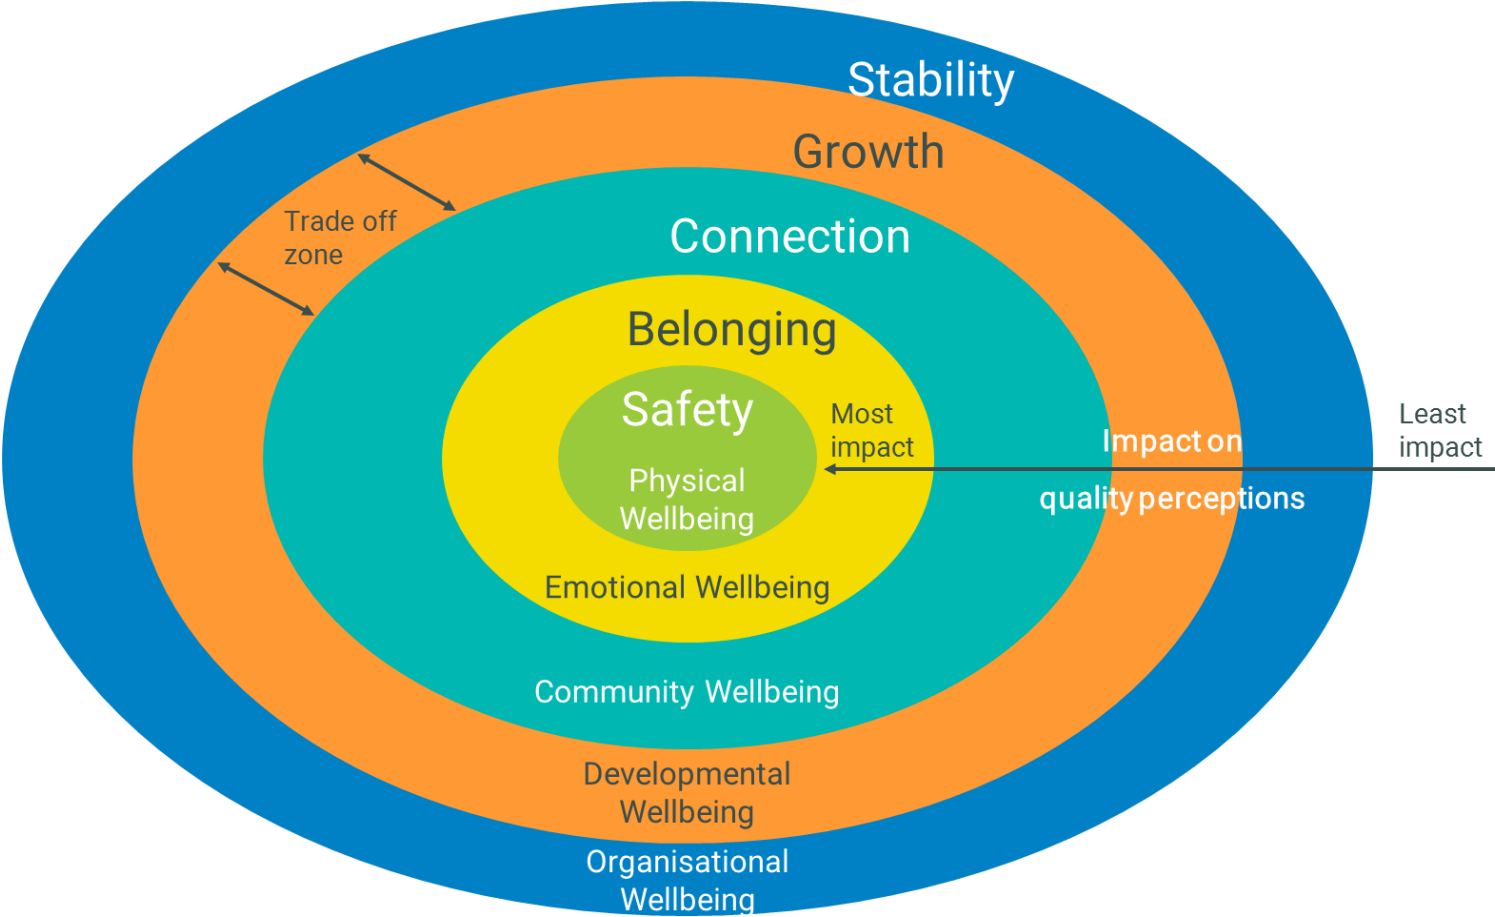 Stability
Growth
Trade off
zone
Connection
Belonging
Safety
Physical
Wellbeing
Most
impact
Impact on
quality perceptions
Least
impact
Emotional Wellbeing
Community Wellbeing
Developmental
Wellbeing
Organisational
Wellbeing